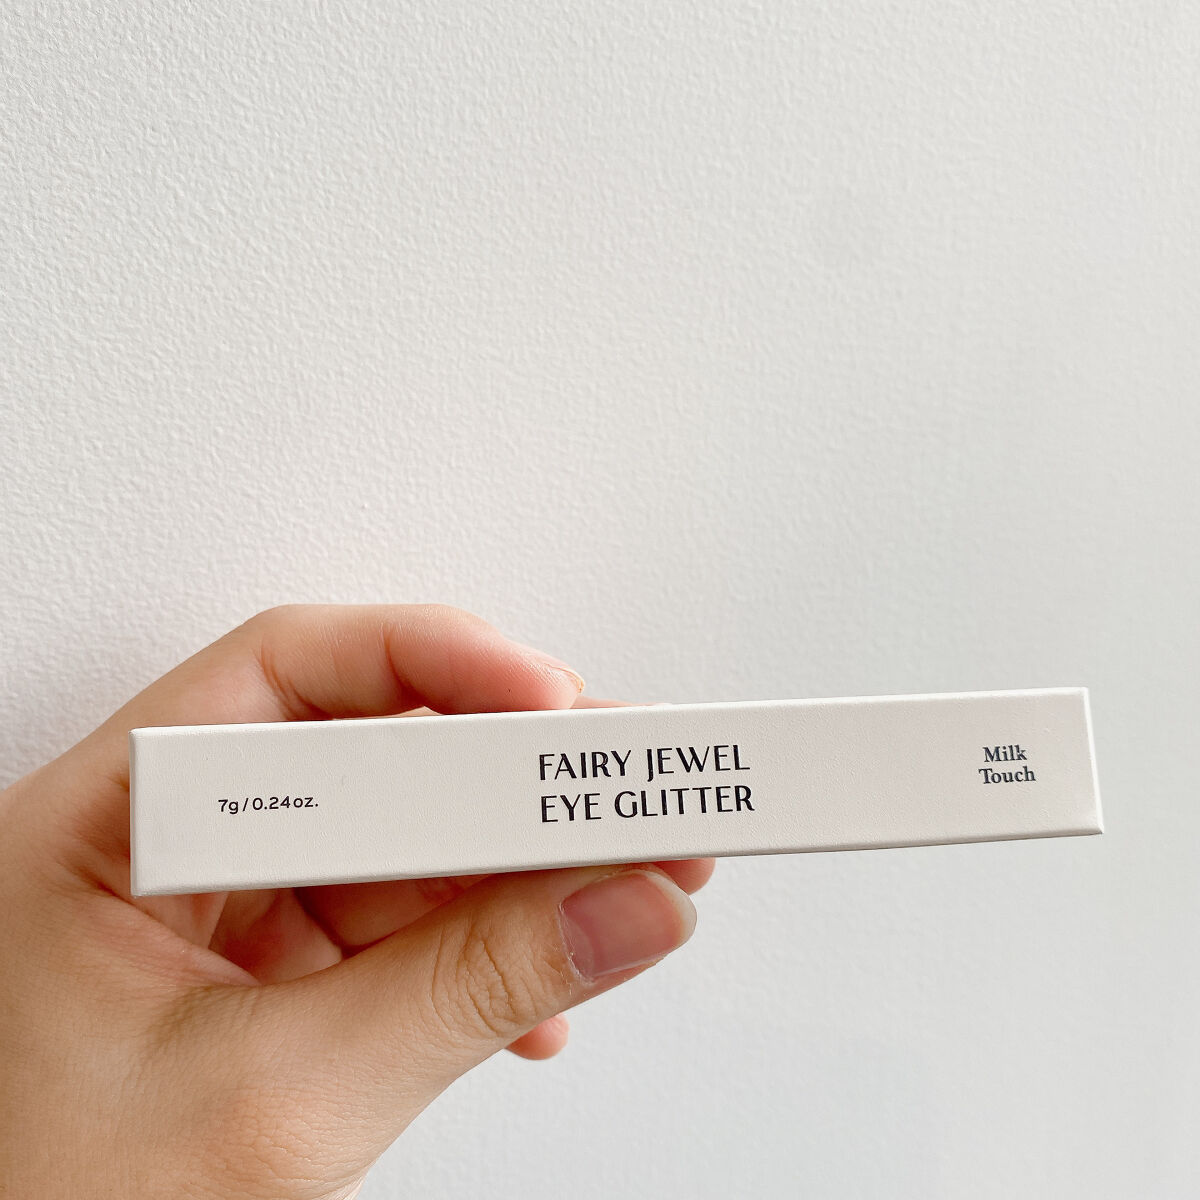 7g / 0.24oz.
FAIRY JEWEL
EYE GLITTER
Milk
Touch